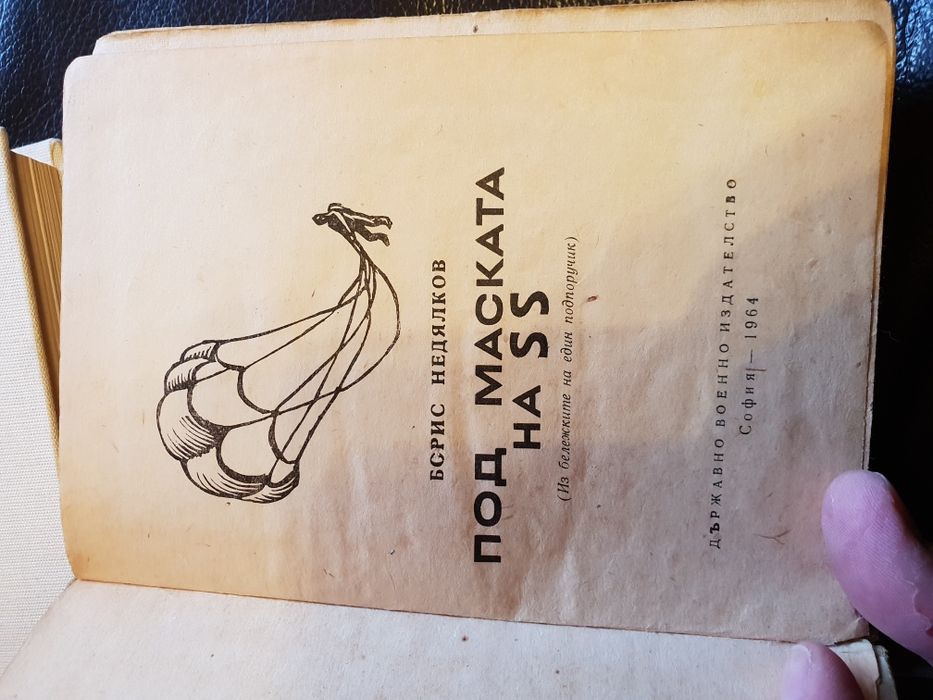 БОРИС НЕДЯЛКОВ
ПОД МАСКАТА
НА SS
(Из бележките на един подпоручик)
ДЪРЖАВНО ВОЕННО ИЗДАТЕЛСТВО
София — 1964